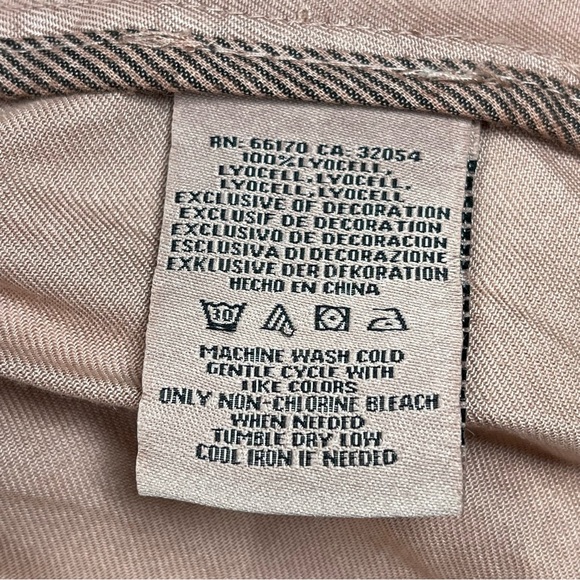 RN: 66170 CA: 32054
100% LYOCELL,
LYOCELL, LYOCELL,
LYOCELL, LYOCELL
EXCLUSIVE OF DECORATION
EXCLUSIF DE DECORATION
EXCLUSIVO DE DECORACION
ESCLUSIVA DI DECORAZIONE
EXKLUSIVE DER DEKORATION
HECHO EN CHINA
30
MACHINE WASH COLD
GENTLE CYCLE WITH
LIKE COLORS
ONLY NON-CHLORINE BLEACH
WHEN NEEDED
TUMBLE DRY LOW
COOL IRON IF NEEDED